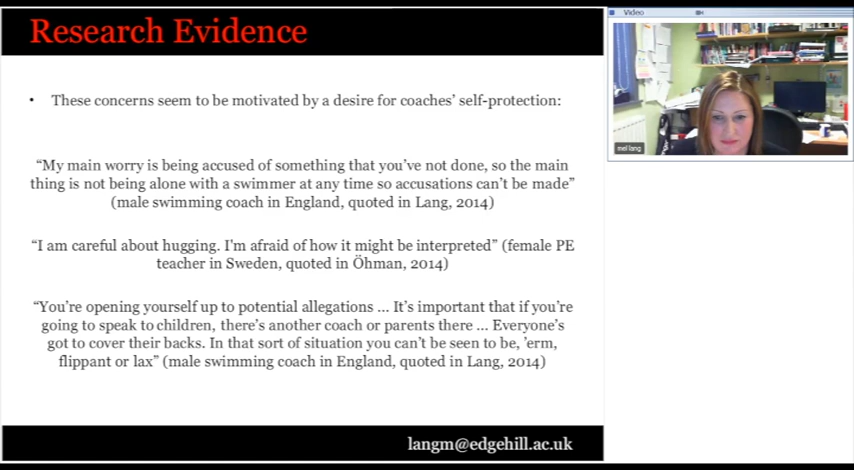 Research Evidence
Video
• These concerns seem to be motivated by a desire for coaches' self-protection:
mel lang
“My main worry is being accused of something that you've not done, so the main
thing is not being alone with a swimmer at any time so accusations can't be made”
(male swimming coach in England, quoted in Lang, 2014)
“I am careful about hugging. I'm afraid of how it might be interpreted” (female PE
teacher in Sweden, quoted in Öhman, 2014)
“You're opening yourself up to potential allegations ... It's important that if you're
going to speak to children, there's another coach or parents there ... Everyone's
got to cover their backs. In that sort of situation you can't be seen to be, 'erm,
flippant or lax” (male swimming coach in England, quoted in Lang, 2014)
langm@edgehill.ac.uk